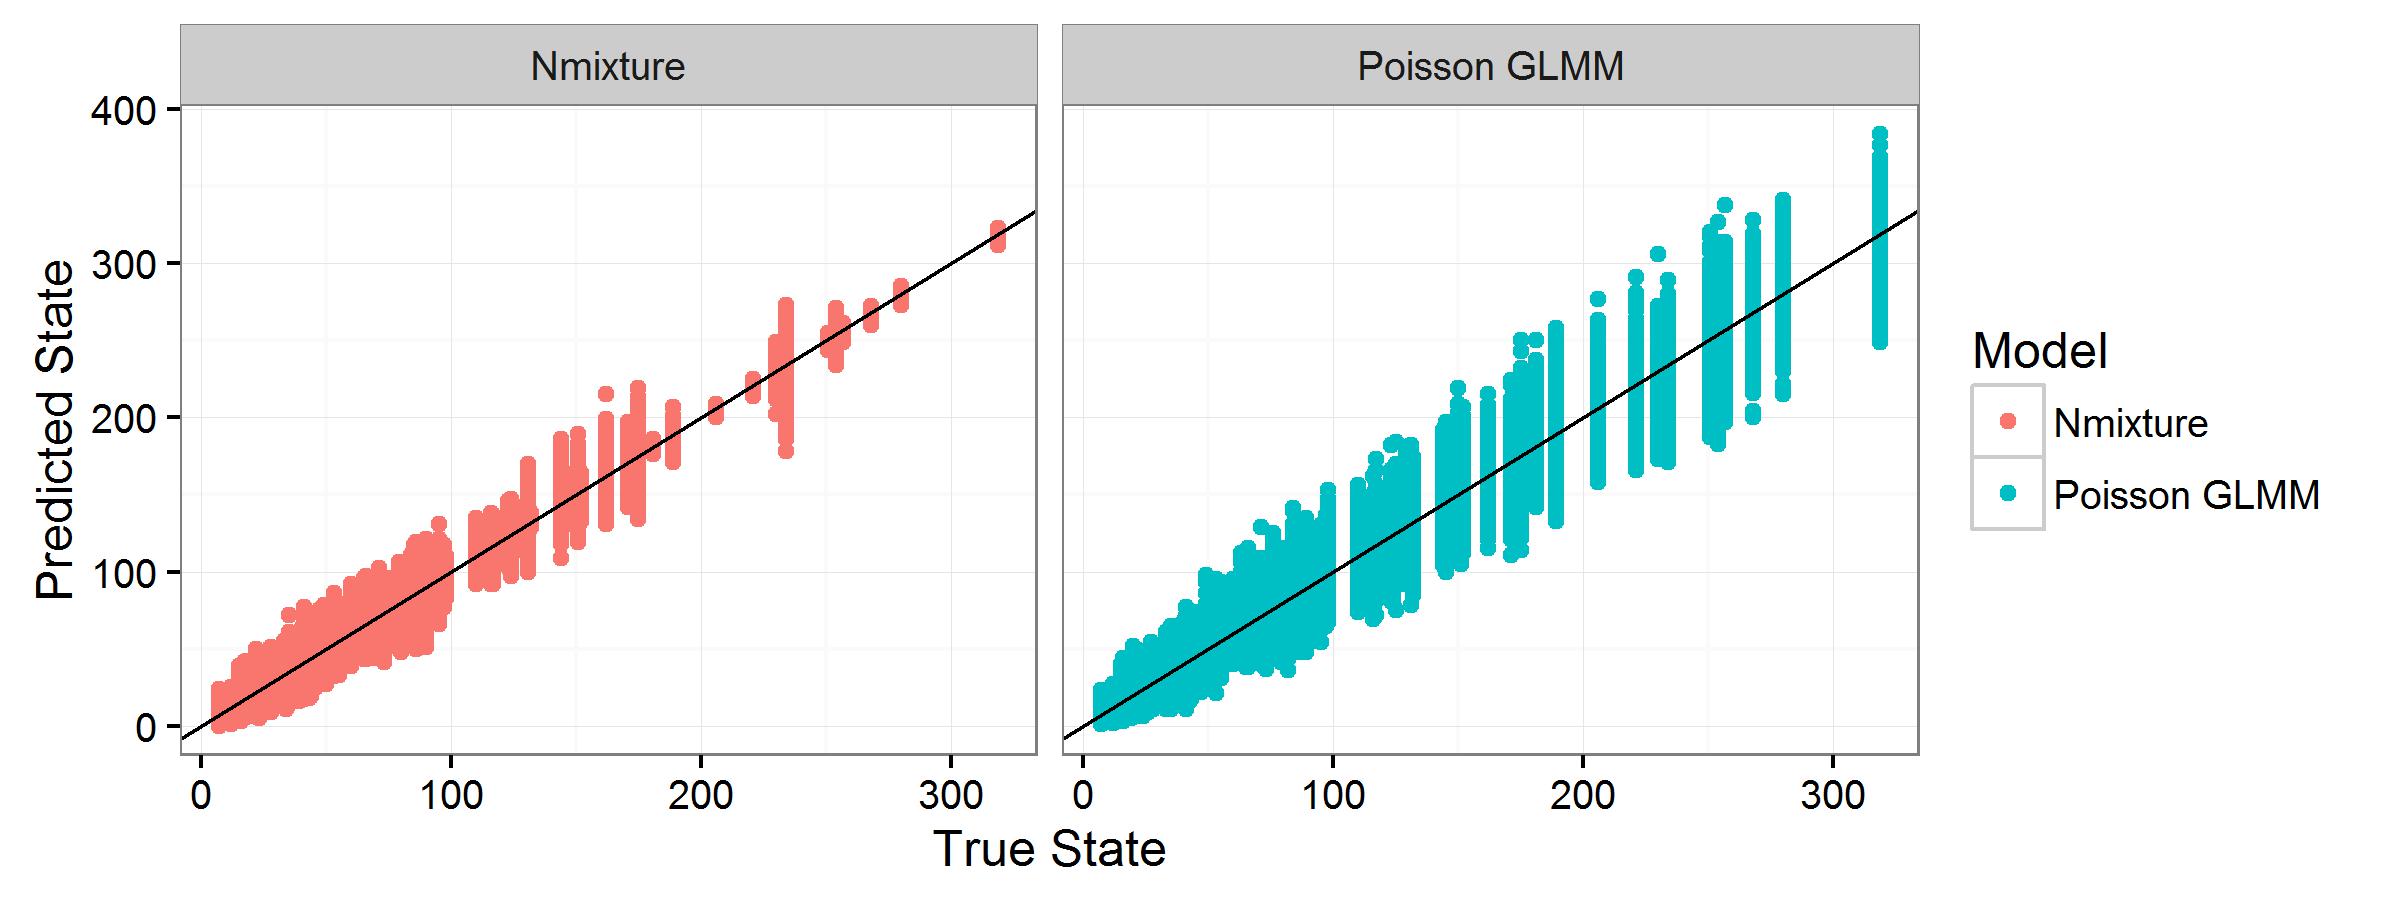 Nmixture
Poisson GLMM
400
300
200
100
0
Predicted State
0 100 200 300
0 100 200 300
True State
Model
Nmixture
Poisson GLMM